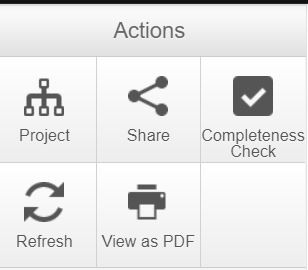 Actions
Project
Share
Completeness
Check
Refresh
View as PDF